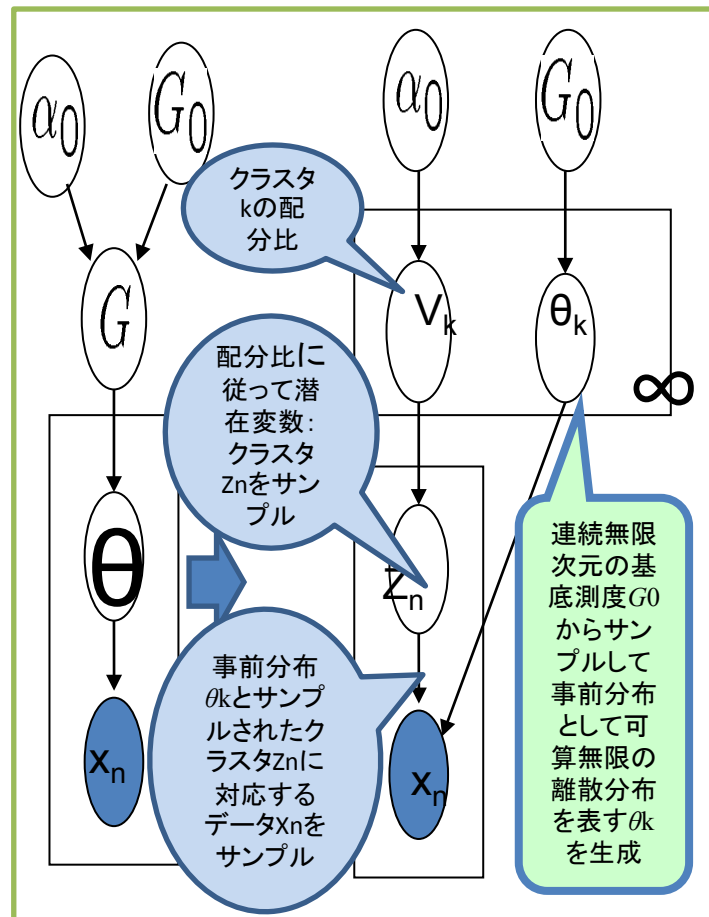 α0
G0
α0
G0
クラスタ
kの配
分比
G
Vk
θk
∞
配分比に
従って潜
在変数:
クラスタ
Znをサン
プル
θ
Zn
連続無限
次元の基
底測度G0
からサン
プルして
事前分布
として可
算無限の
離散分布
を表すθk
を生成
事前分布
θkとサンプ
ルされたク
ラスタZnに
対応する
データXnを
サンプル
xn
xn